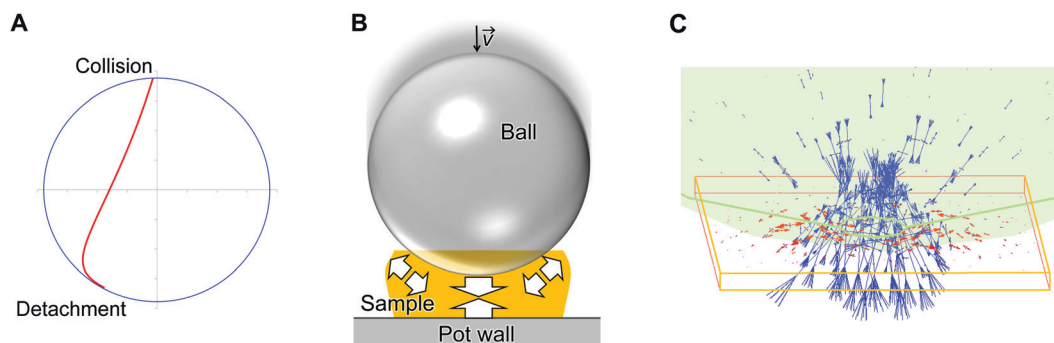 A
Collision
Detachment
B
v
Ball
Sample
Pot wall
C